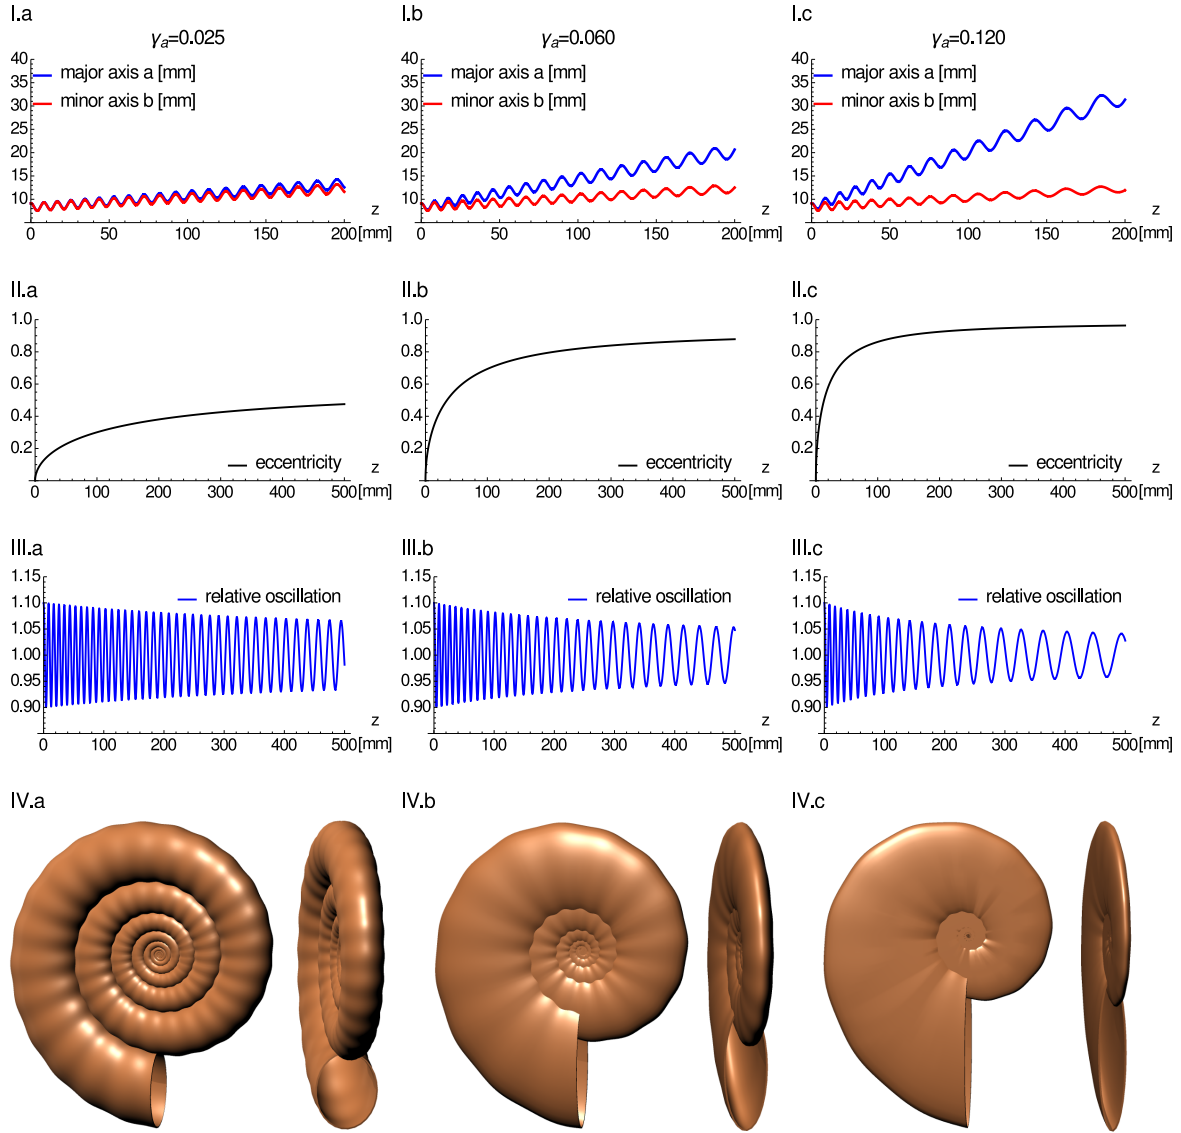 I.a
I.b
I.c
γa=0.025
γa=0.060
γa=0.120
40
35
30
25
20
15
10
major axis a [mm]
minor axis b [mm]
z
0 50 100 150 200[mm]
40
35
30
25
20
15
10
major axis a [mm]
minor axis b [mm]
z
0 50 100 150 200[mm]
40
35
30
25
20
15
10
major axis a [mm]
minor axis b [mm]
z
0 50 100 150 200[mm]
II.a
II.b
II.c
1.0
0.8
0.6
0.4
0.2
eccentricity
z
0 100 200 300 400 500[mm]
1.0
0.8
0.6
0.4
0.2
eccentricity
z
0 100 200 300 400 500[mm]
1.0
0.8
0.6
0.4
0.2
eccentricity
z
0 100 200 300 400 500[mm]
III.a
III.b
III.c
1.15
1.10
1.05
1.00
0.95
0.90
relative oscillation
z
0 100 200 300 400 500[mm]
1.15
1.10
1.05
1.00
0.95
0.90
relative oscillation
z
0 100 200 300 400 500[mm]
1.15
1.10
1.05
1.00
0.95
0.90
relative oscillation
z
0 100 200 300 400 500[mm]
IV.a
IV.b
IV.c